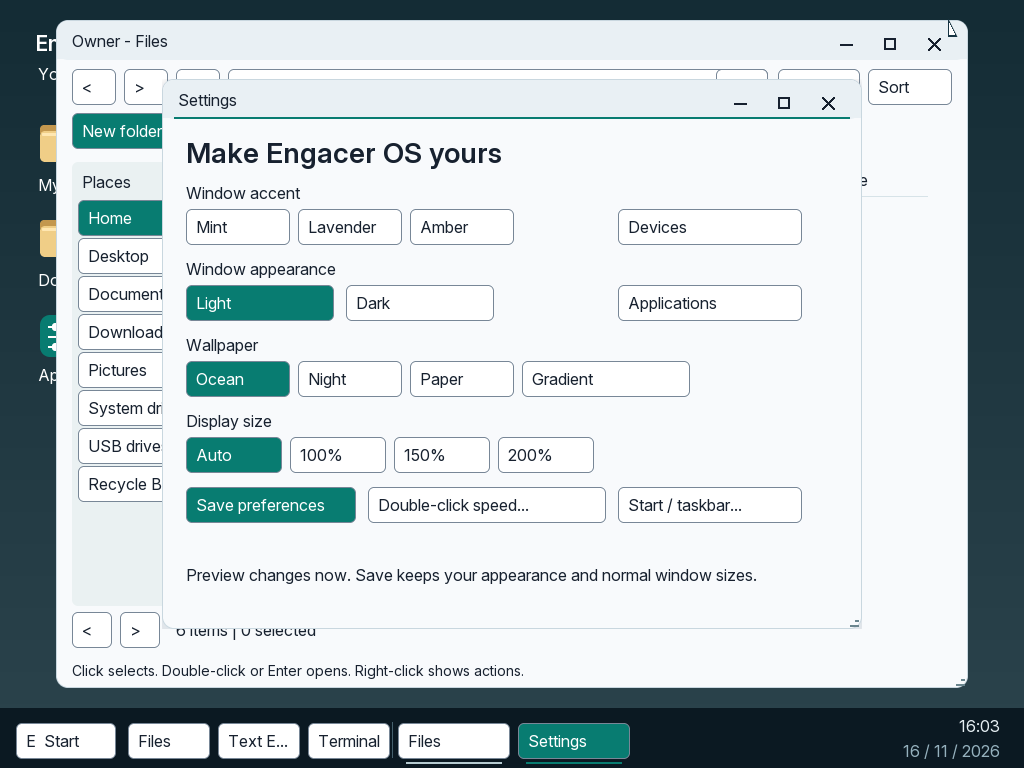 Owner - Files
< > Sort
New folder
Places
Home
Desktop
Pictures
Settings
Make Engacer OS yours
Window accent
Mint Lavender Amber Devices
Window appearance
Light Dark Applications
Wallpaper
Ocean Night Paper Gradient
Display size
Auto 100% 150% 200%
Save preferences Double-click speed... Start / taskbar...
Preview changes now. Save keeps your appearance and normal window sizes.
< > 6 items | 0 selected
Click selects. Double-click or Enter opens. Right-click shows actions.
E Start Files Text E... Terminal Files Settings
16:03
16 / 11 / 2026